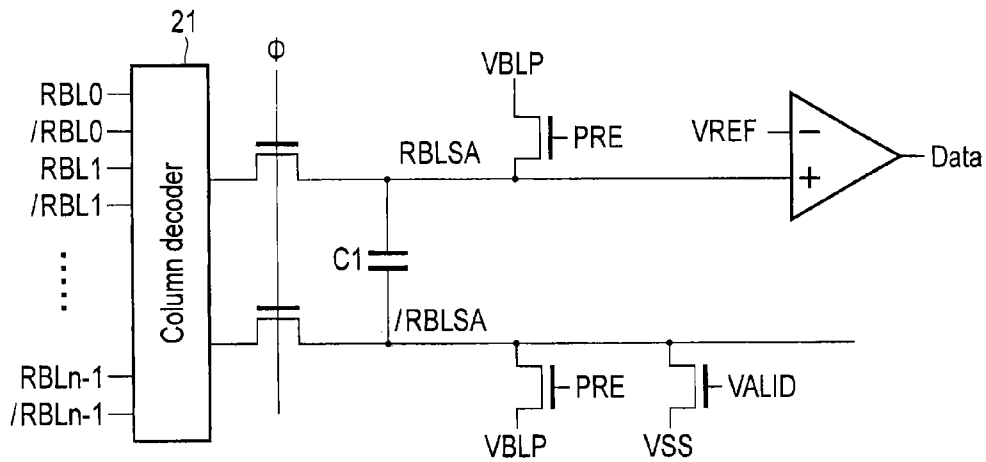 21
Φ
RBL0
/RBL0
RBL1
/RBL1
RBLn-1
/RBLn-1
Column decoder
VBLP
PRE
RBLSA
VREF
Data
C1
/RBLSA
PRE
VALID
VBLP
VSS